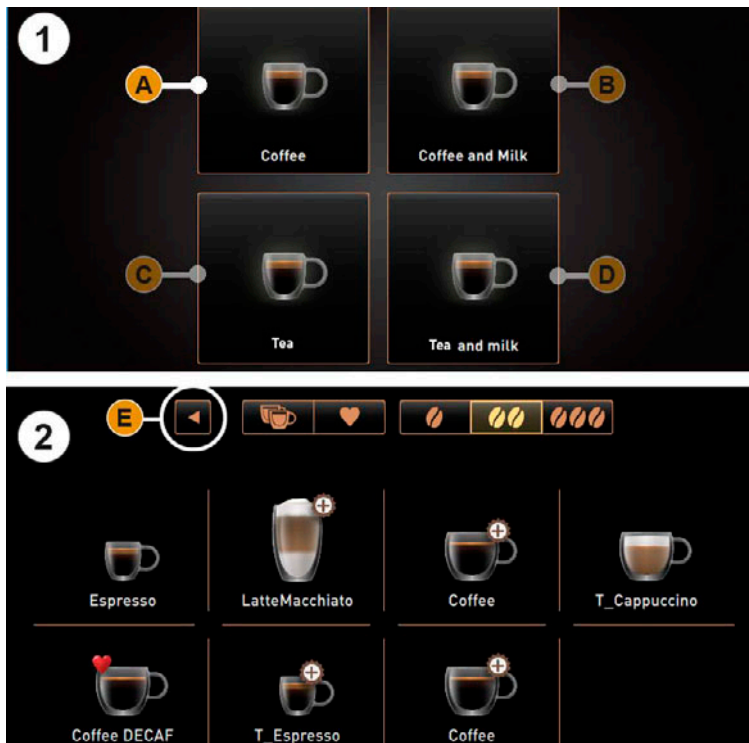 1
A
B
Coffee
Coffee and Milk
C
D
Tea
Tea and milk
2
E
Espresso
LatteMacchiato
Coffee
T_Cappuccino
Coffee DECAF
T_Espresso
Coffee